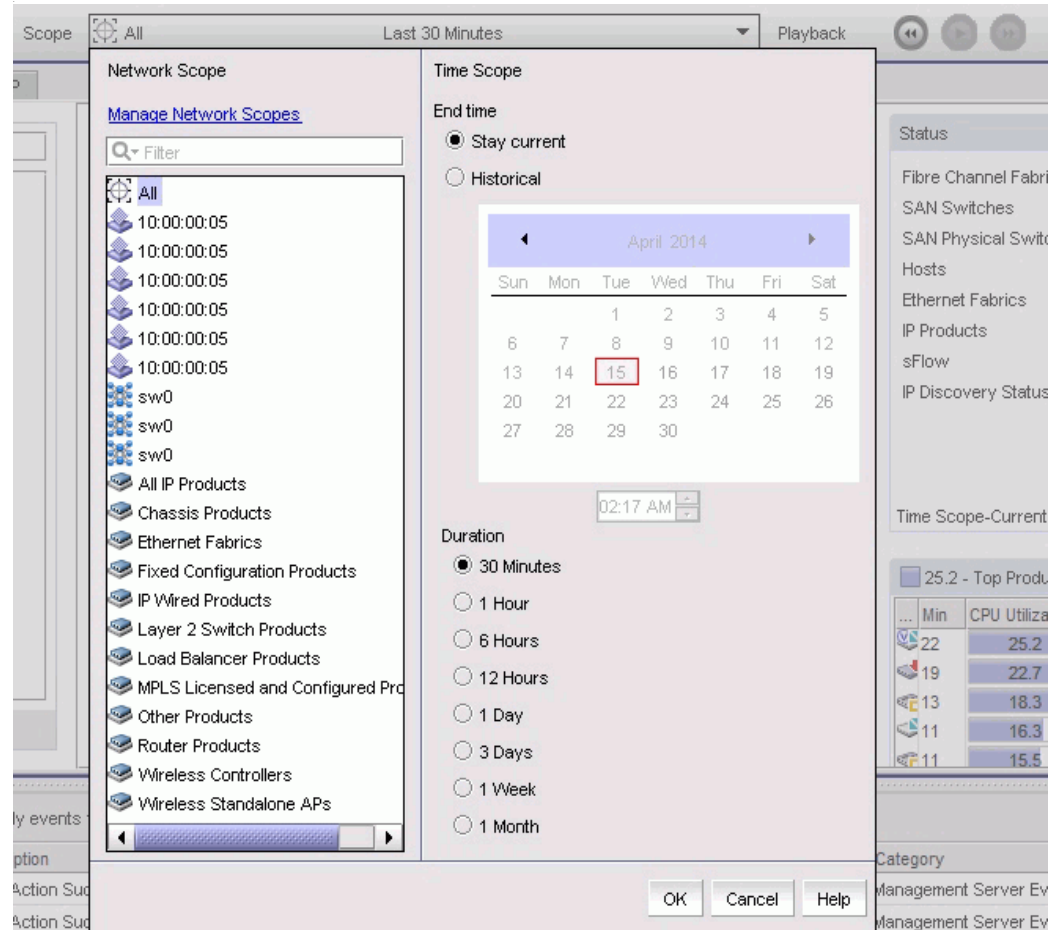 Scope All Last 30 Minutes Playback
Network Scope
Manage Network Scopes
Filter
All
10:00:00:05
10:00:00:05
10:00:00:05
10:00:00:05
10:00:00:05
10:00:00:05
sw0
sw0
sw0
All IP Products
Chassis Products
Ethernet Fabrics
Fixed Configuration Products
IP Wired Products
Layer 2 Switch Products
Load Balancer Products
MPLS Licensed and Configured Pro
Other Products
Router Products
Wireless Controllers
Wireless Standalone APs
Time Scope
End time
Stay current
Historical
April 2014
Sun Mon Tue Wed Thu Fri Sat
1 2 3 4 5
6 7 8 9 10 11 12
13 14 15 16 17 18 19
20 21 22 23 24 25 26
27 28 29 30
02:17 AM
Duration
30 Minutes
1 Hour
6 Hours
12 Hours
1 Day
3 Days
1 Week
1 Month
OK Cancel Help
Status
Fibre Channel Fabri
SAN Switches
SAN Physical Switc
Hosts
Ethernet Fabrics
IP Products
sFlow
IP Discovery Status
Time Scope-Current
25.2 - Top Produ
... Min CPU Utiliza
22 25.2
19 22.7
13 18.3
11 16.3
11 15.5
ly events
ption Category
Action Suc Management Server Ev
Action Suc Management Server Ev